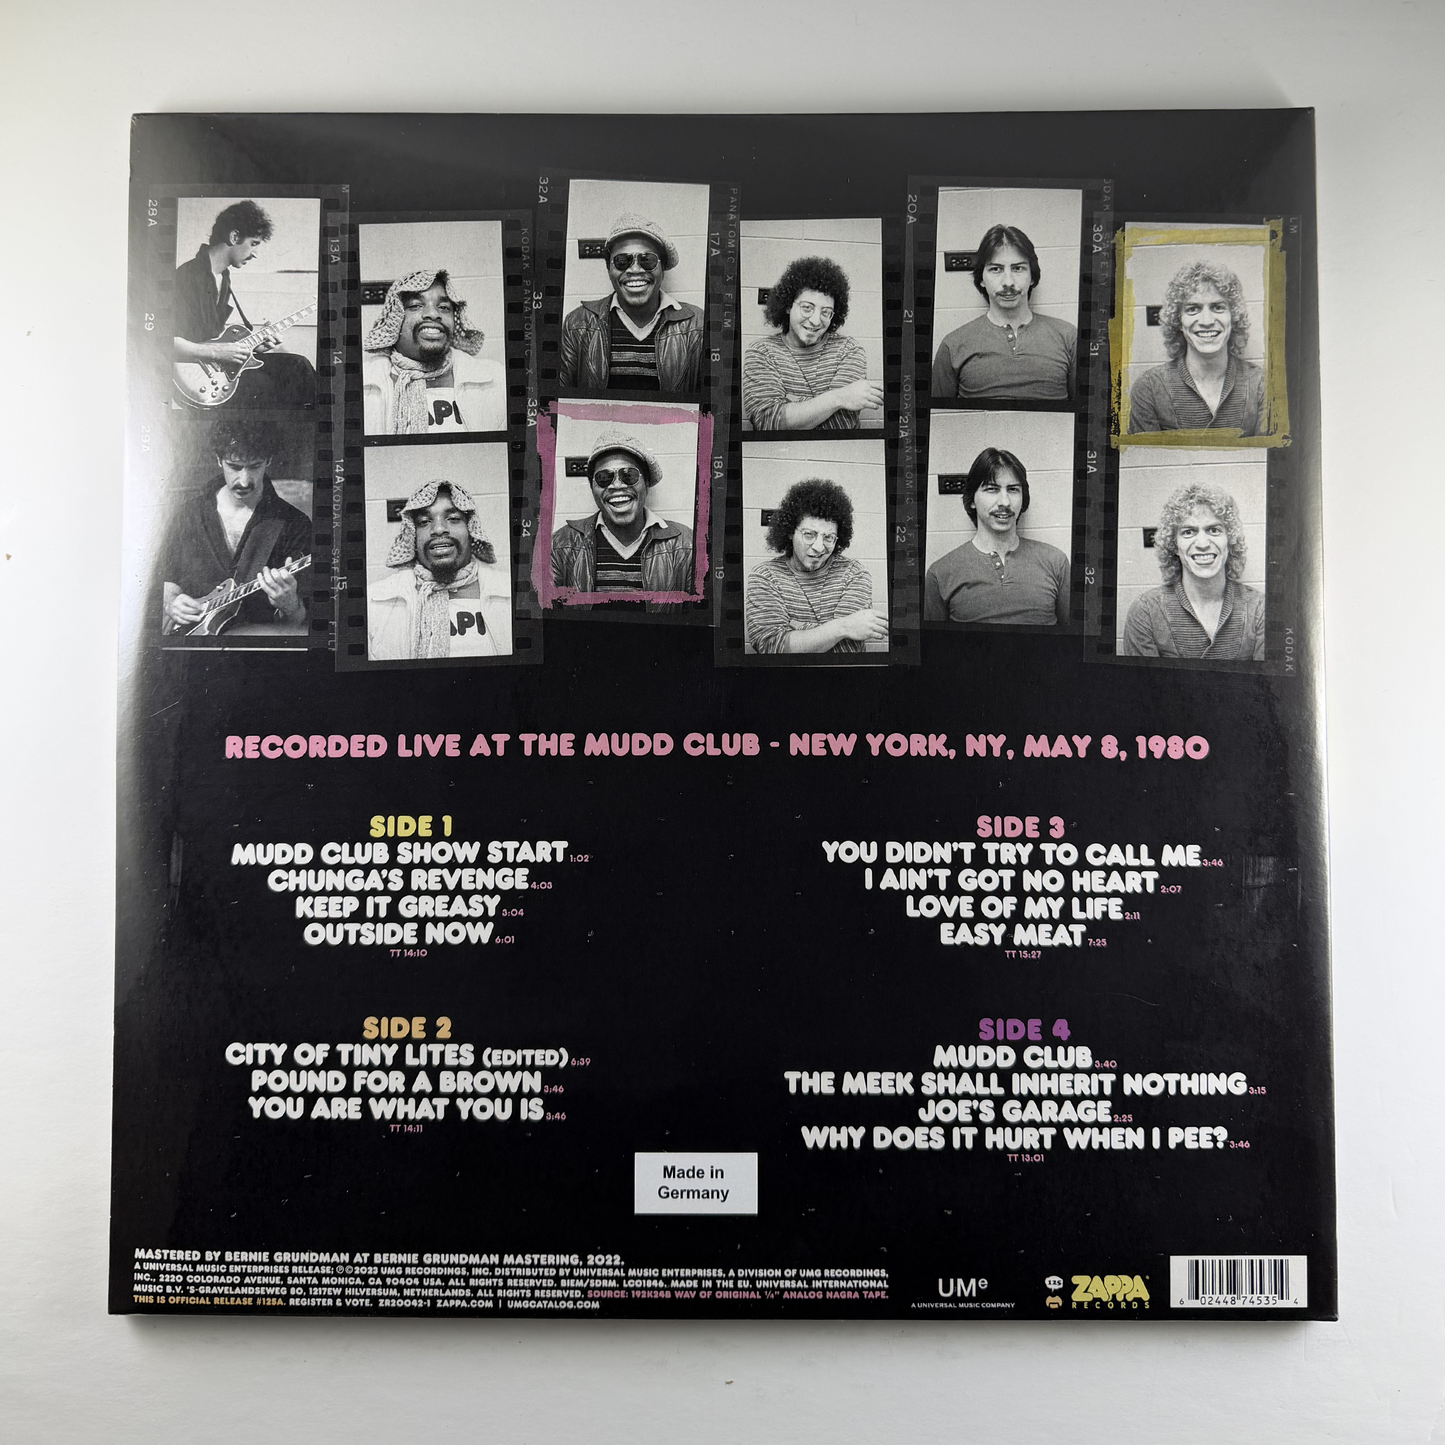 28A
29
29A
13A
14
14A KODAK SAFETY FIL
15
KODAK PANATOMIC X F
32A
33
33A
34
PANATOMIC X FILM
17A
18
18A
19
20A
21
KODA
21A
ANATOMIC X FILM
22
DAK SAFETY FILM
30A
31
31A
32
LM
KODAK
API
API
RECORDED LIVE AT THE MUDD CLUB - NEW YORK, NY, MAY 8, 1980
SIDE 1
MUDD CLUB SHOW START 1:02
CHUNGA'S REVENGE 4:03
KEEP IT GREASY 3:04
OUTSIDE NOW 6:01
TT 14:10
SIDE 2
CITY OF TINY LITES (EDITED) 6:39
POUND FOR A BROWN 3:46
YOU ARE WHAT YOU IS 3:46
TT 14:11
SIDE 3
YOU DIDN'T TRY TO CALL ME 3:46
I AIN'T GOT NO HEART 2:07
LOVE OF MY LIFE 2:11
EASY MEAT 7:25
TT 15:27
SIDE 4
MUDD CLUB 3:40
THE MEEK SHALL INHERIT NOTHING 3:15
JOE'S GARAGE 2:25
WHY DOES IT HURT WHEN I PEE? 3:46
TT 13:01
Made in
Germany
MASTERED BY BERNIE GRUNDMAN AT BERNIE GRUNDMAN MASTERING, 2022.
A UNIVERSAL MUSIC ENTERPRISES RELEASE; ℗©2023 UMG RECORDINGS, INC. DISTRIBUTED BY UNIVERSAL MUSIC ENTERPRISES, A DIVISION OF UMG RECORDINGS,
INC., 2220 COLORADO AVENUE, SANTA MONICA, CA 90404 USA. ALL RIGHTS RESERVED. BIEM/SDRM. LC01846. MADE IN THE EU. UNIVERSAL INTERNATIONAL
MUSIC B.V. 'S-GRAVELANDSEWEG 80, 1217EW HILVERSUM, NETHERLANDS. ALL RIGHTS RESERVED. SOURCE: 192K24B WAV OF ORIGINAL ¼" ANALOG NAGRA TAPE.
THIS IS OFFICIAL RELEASE #125A. REGISTER & VOTE. ZR20042-1 ZAPPA.COM | UMGCATALOG.COM
UMe
A UNIVERSAL MUSIC COMPANY
125
ZAPPA
RECORDS
6 02448 74535 4